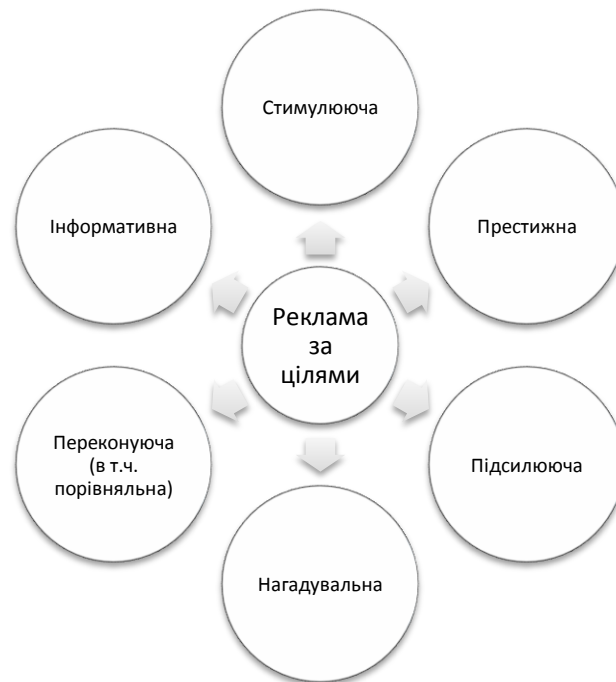 Стимулююча
Інформативна
Престижна
Реклама
за
цілями
Переконуюча
(в т.ч.
порівняльна)
Підсилююча
Нагадувальна